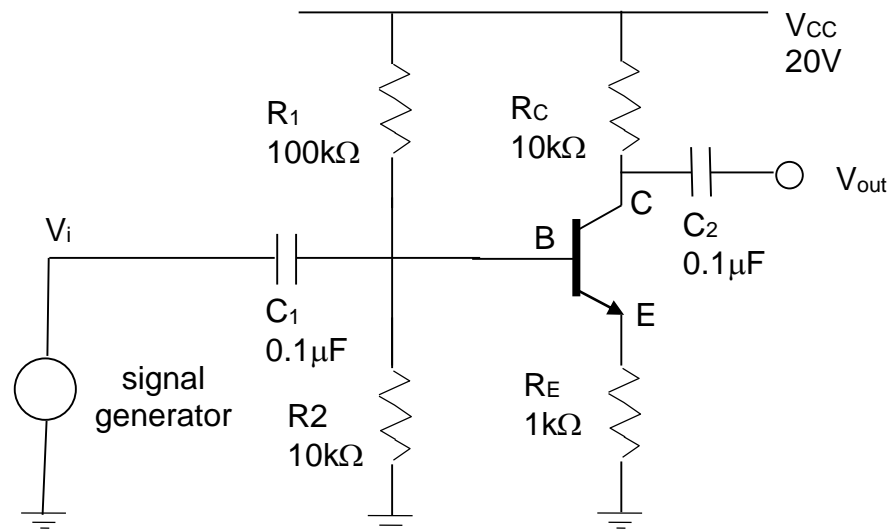 VCC
20V
R1
100kΩ
RC
10kΩ
Vout
C
Vi
B
C2
0.1μF
C1
0.1μF
E
signal
generator
R2
10kΩ
RE
1kΩ